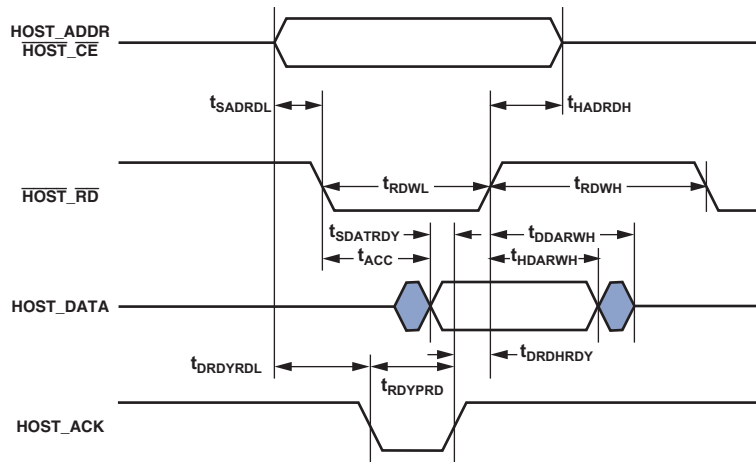 HOST_ADDR
HOST_CE
tSADRDL
tHADRDH
HOST_RD
tRDWL
tRDWH
tSDATRDY
tDDARWH
tACC
tHDARWH
HOST_DATA
tDRDYRDL
tRDYPRD
tDRDHRDY
HOST_ACK